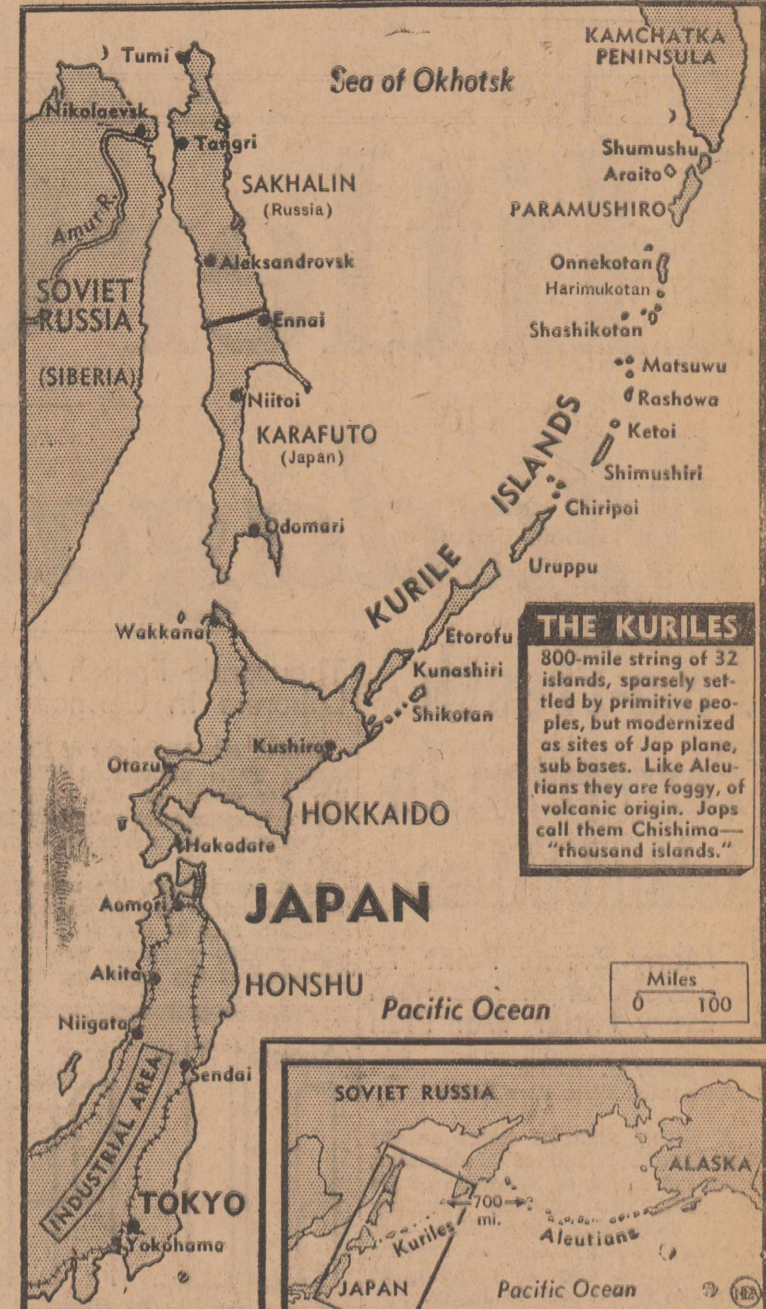 KAMCHATKA
PENINSULA
Tumi
Sea of Okhotsk
Nikolaevsk
Tangri
Shumushu
Araito
SAKHALIN
(Russia)
PARAMUSHIRO
Amur R.
Aleksandrovsk
Onnekotan
Harimukotan
SOVIET
RUSSIA
(SIBERIA)
Ennai
Shashikotan
Matsuwu
Niitoi
Rashowa
KARAFUTO
(Japan)
Ketoi
Shimushiri
Chiripoi
Odomari
Uruppu
KURILE ISLANDS
Wakkanai
Etorofu
Kunashiri
Shikotan
THE KURILES
800-mile string of 32
islands, sparsely set-
tled by primitive peo-
ples, but modernized
as sites of Jap plane,
sub bases. Like Aleu-
tians they are foggy, of
volcanic origin. Japs
call them Chishima—
"thousand islands."
Kushiro
Otaru
HOKKAIDO
Hakodate
Aomori
JAPAN
Akita
HONSHU
Pacific Ocean
Miles
0 100
Niigata
Sendai
INDUSTRIAL AREA
TOKYO
Yokohama
SOVIET RUSSIA
ALASKA
700
mi.
Kuriles
Aleutians
JAPAN
Pacific Ocean
NEA